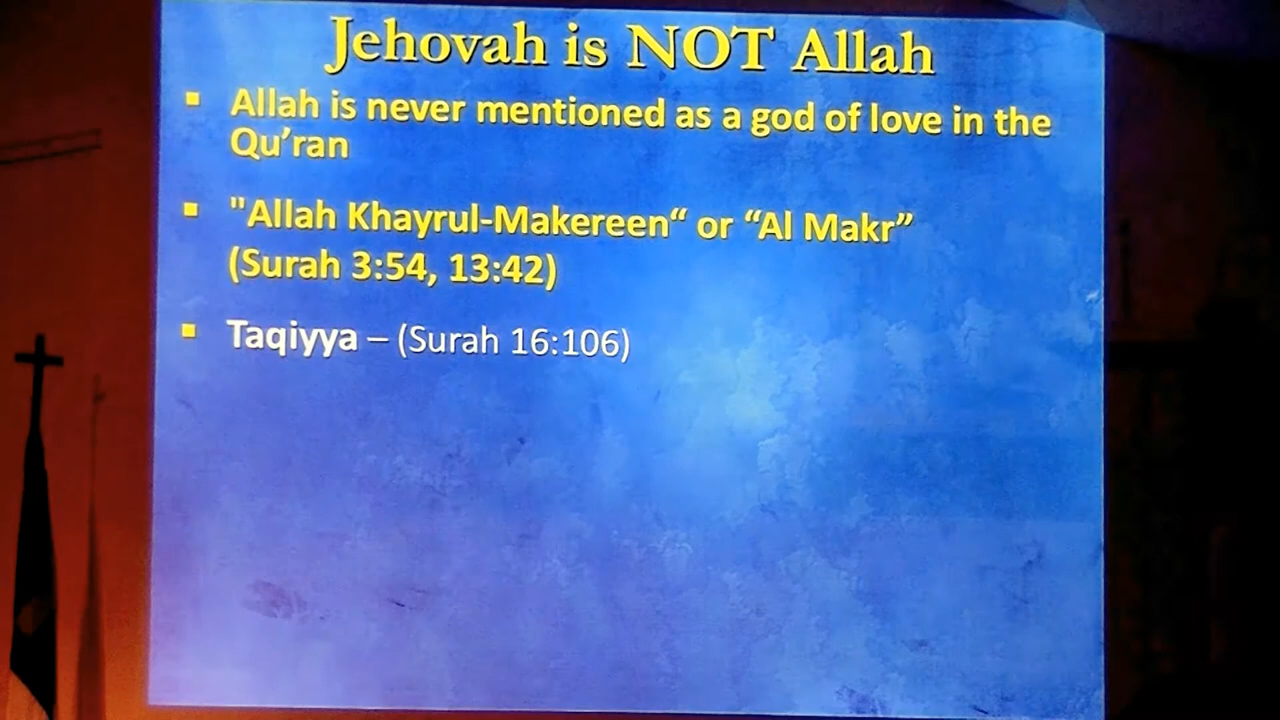 Jehovah is NOT Allah
▪ Allah is never mentioned as a god of love in the
Qu’ran
▪ "Allah Khayrul-Makereen“ or “Al Makr”
(Surah 3:54, 13:42)
▪ Taqiyya – (Surah 16:106)